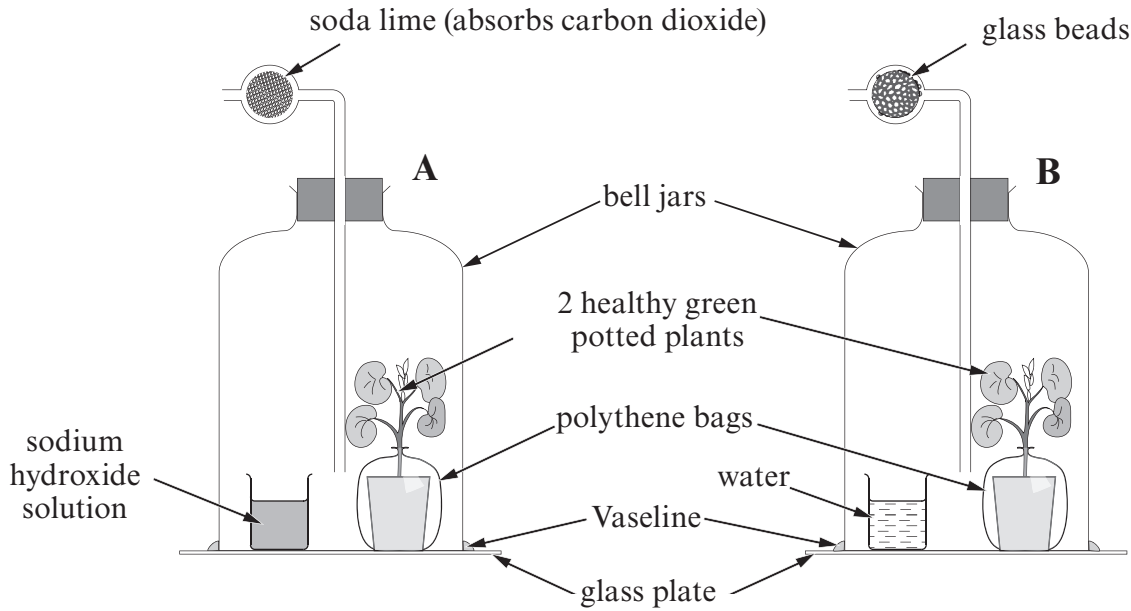 soda lime (absorbs carbon dioxide)
glass beads
A
B
bell jars
2 healthy green
potted plants
polythene bags
sodium
hydroxide
solution
water
Vaseline
glass plate